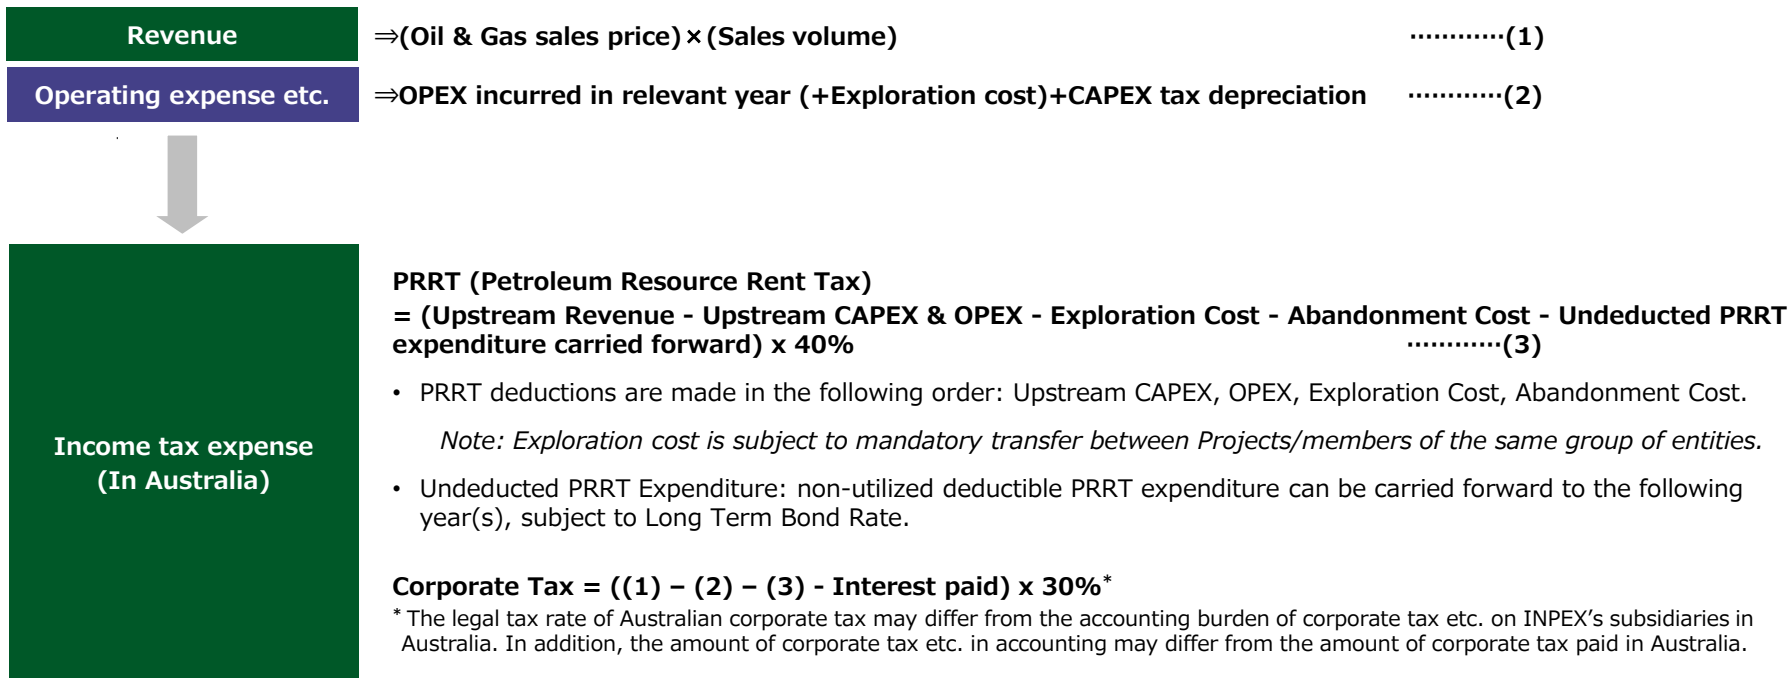 Revenue ⇒(Oil & Gas sales price)×(Sales volume) …………(1)
Operating expense etc. ⇒OPEX incurred in relevant year (+Exploration cost)+CAPEX tax depreciation …………(2)
PRRT (Petroleum Resource Rent Tax)
= (Upstream Revenue - Upstream CAPEX & OPEX - Exploration Cost - Abandonment Cost - Undeducted PRRT
expenditure carried forward) x 40% …………(3)
• PRRT deductions are made in the following order: Upstream CAPEX, OPEX, Exploration Cost, Abandonment Cost.
Note: Exploration cost is subject to mandatory transfer between Projects/members of the same group of entities.
Income tax expense
(In Australia)
• Undeducted PRRT Expenditure: non-utilized deductible PRRT expenditure can be carried forward to the following
year(s), subject to Long Term Bond Rate.
Corporate Tax = ((1) – (2) – (3) - Interest paid) x 30%*
* The legal tax rate of Australian corporate tax may differ from the accounting burden of corporate tax etc. on INPEX’s subsidiaries in
Australia. In addition, the amount of corporate tax etc. in accounting may differ from the amount of corporate tax paid in Australia.